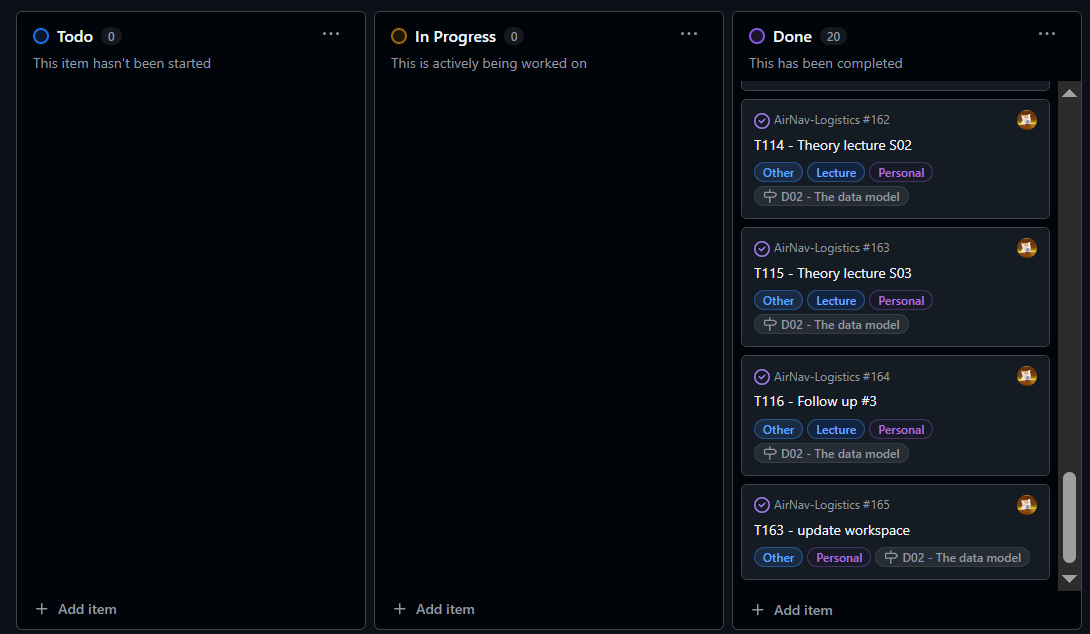 Todo 0
This item hasn't been started
Add item
In Progress 0
This is actively being worked on
Add item
Done 20
This has been completed
AirNav-Logistics #162
T114 - Theory lecture S02
Other Lecture Personal
D02 - The data model
AirNav-Logistics #163
T115 - Theory lecture S03
Other Lecture Personal
D02 - The data model
AirNav-Logistics #164
T116 - Follow up #3
Other Lecture Personal
D02 - The data model
AirNav-Logistics #165
T163 - update workspace
Other Personal D02 - The data model
Add item